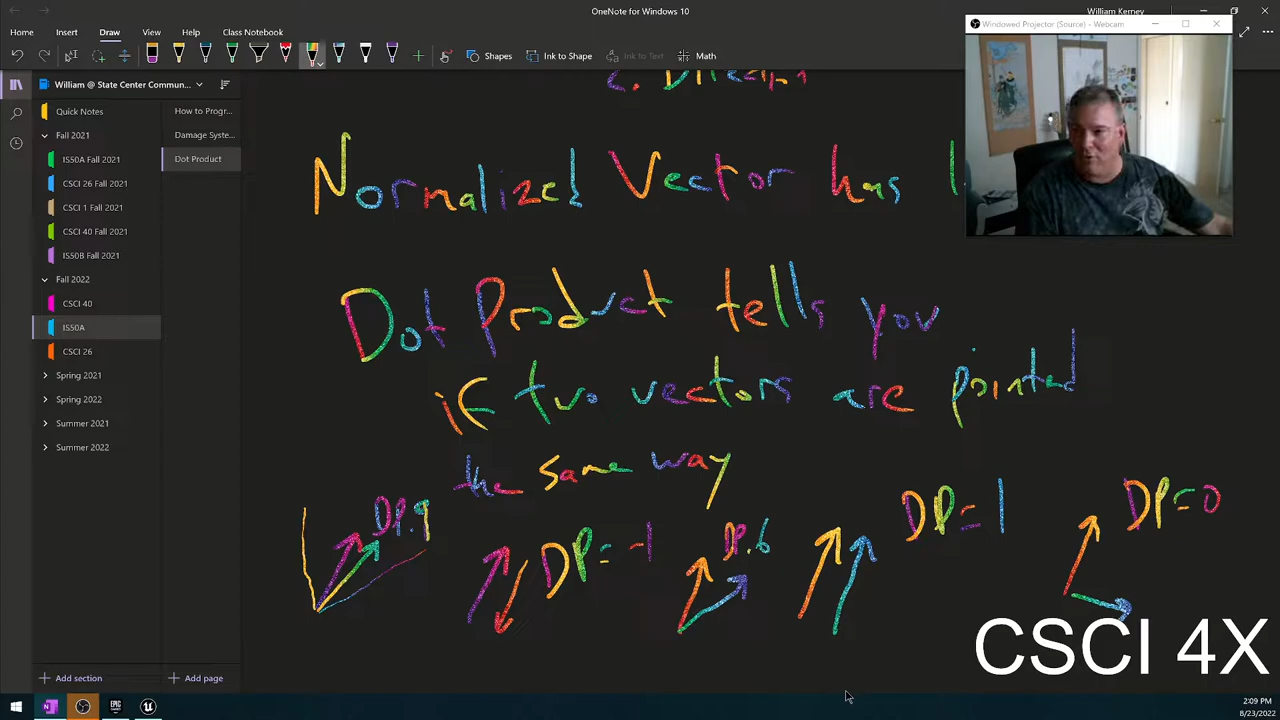 OneNote for Windows 10
William Kerney
Windowed Projector (Source) - Webcam
Home Insert Draw View Help Class Notebook
Shapes Ink to Shape Ink to Text Math
William @ State Center Commun...
Quick Notes
Fall 2021
IS50A Fall 2021
CSCI 26 Fall 2021
CSCI 1 Fall 2021
CSCI 40 Fall 2021
IS50B Fall 2021
Fall 2022
CSCI 40
IS50A
CSCI 26
Spring 2021
Spring 2022
Summer 2021
Summer 2022
Add section
How to Progr...
Damage Syste...
Dot Product
Add page
Normalized Vector has
Dot Product tells you
if two vectors are pointed
the same way
DP.9
DP=-1
DP.6
DP=1
DP=0
CSCI 4X
2:09 PM
8/23/2022